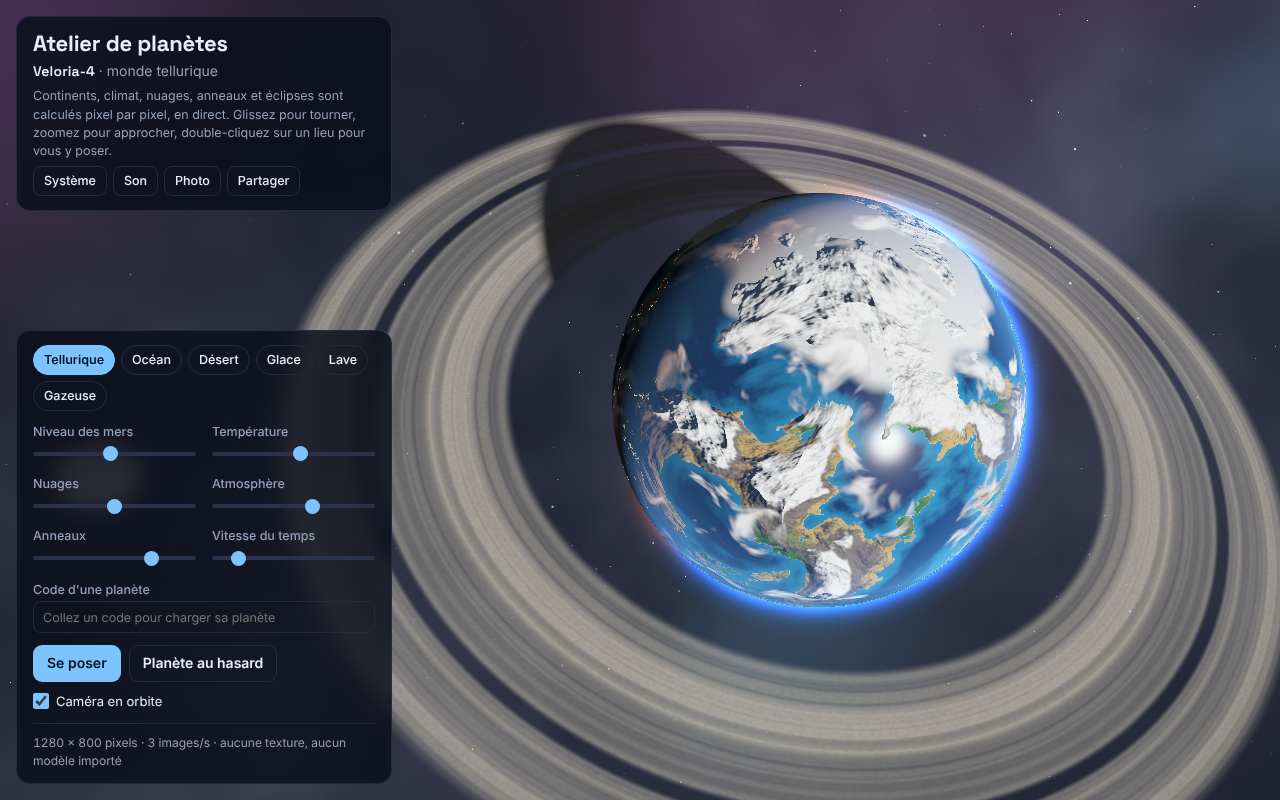 Atelier de planètes
Veloria-4 · monde tellurique
Continents, climat, nuages, anneaux et éclipses sont
calculés pixel par pixel, en direct. Glissez pour tourner,
zoomez pour approcher, double-cliquez sur un lieu pour
vous y poser.
Système Son Photo Partager
Tellurique Océan Désert Glace Lave
Gazeuse
Niveau des mers Température
Nuages Atmosphère
Anneaux Vitesse du temps
Code d'une planète
Collez un code pour charger sa planète
Se poser Planète au hasard
Caméra en orbite
1280 × 800 pixels · 3 images/s · aucune texture, aucun
modèle importé